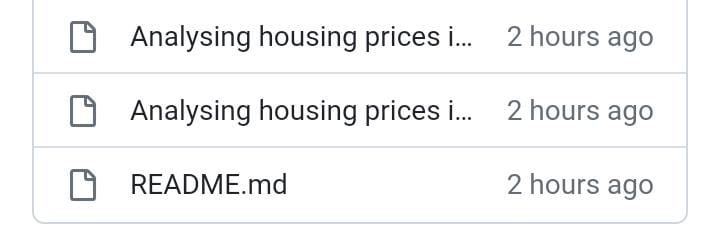 Analysing housing prices i... 2 hours ago
Analysing housing prices i... 2 hours ago
README.md 2 hours ago